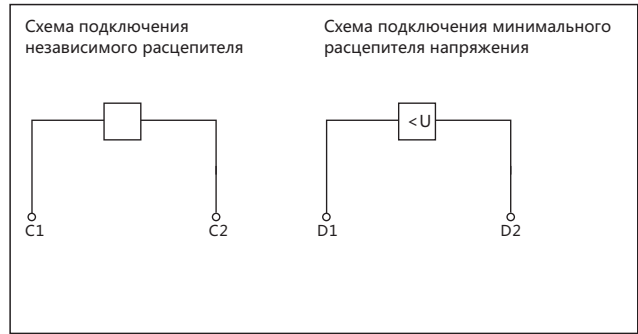 Схема подключения
независимого расцепителя
Схема подключения минимального
расцепителя напряжения
<U
C1
C2
D1
D2